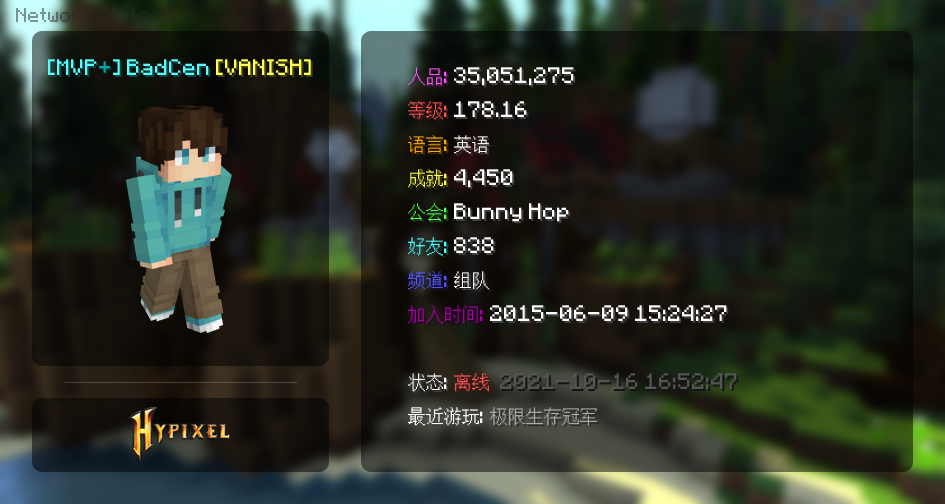 [MVP+] BadCen [VANISH]
HYPIXEL
人品: 35,051,275
等级: 178.16
语言: 英语
成就: 4,450
公会: Bunny Hop
好友: 838
频道: 组队
加入时间: 2015-06-09 15:24:27
状态: 离线 2021-10-16 16:52:47
最近游玩: 极限生存冠军